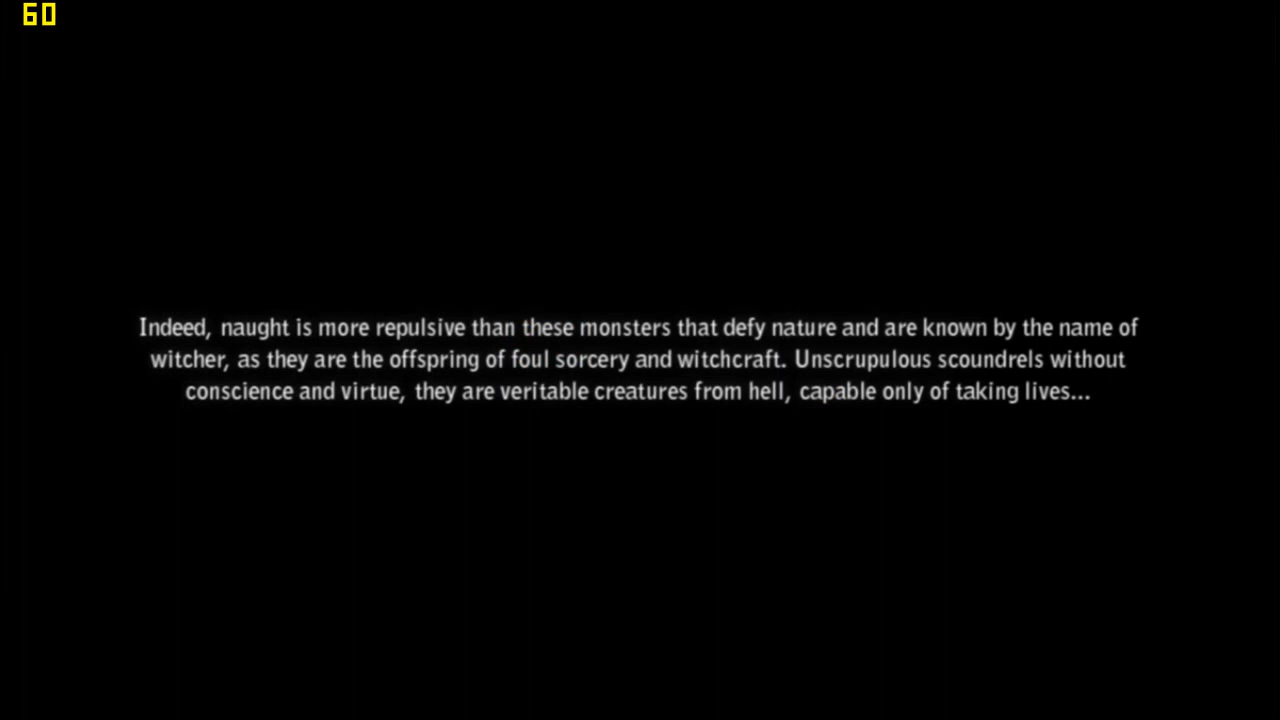 60
Indeed, naught is more repulsive than these monsters that defy nature and are known by the name of
witcher, as they are the offspring of foul sorcery and witchcraft. Unscrupulous scoundrels without
conscience and virtue, they are veritable creatures from hell, capable only of taking lives...